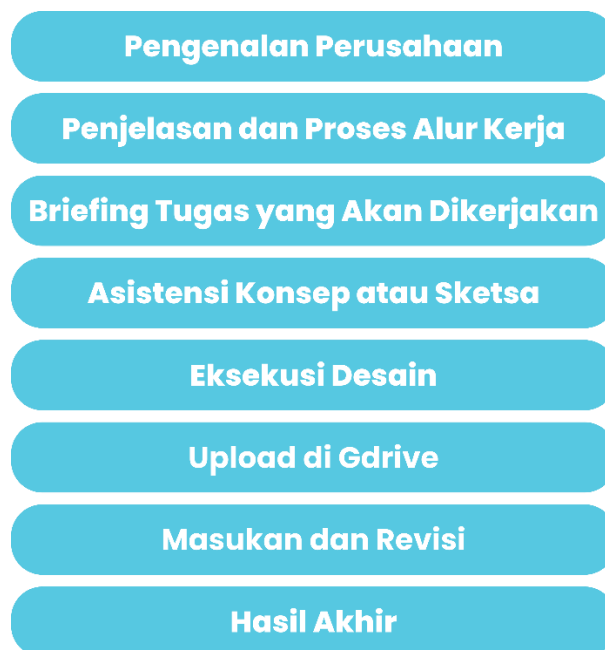 Pengenalan Perusahaan
Penjelasan dan Proses Alur Kerja
Briefing Tugas yang Akan Dikerjakan
Asistensi Konsep atau Sketsa
Eksekusi Desain
Upload di Gdrive
Masukan dan Revisi
Hasil Akhir